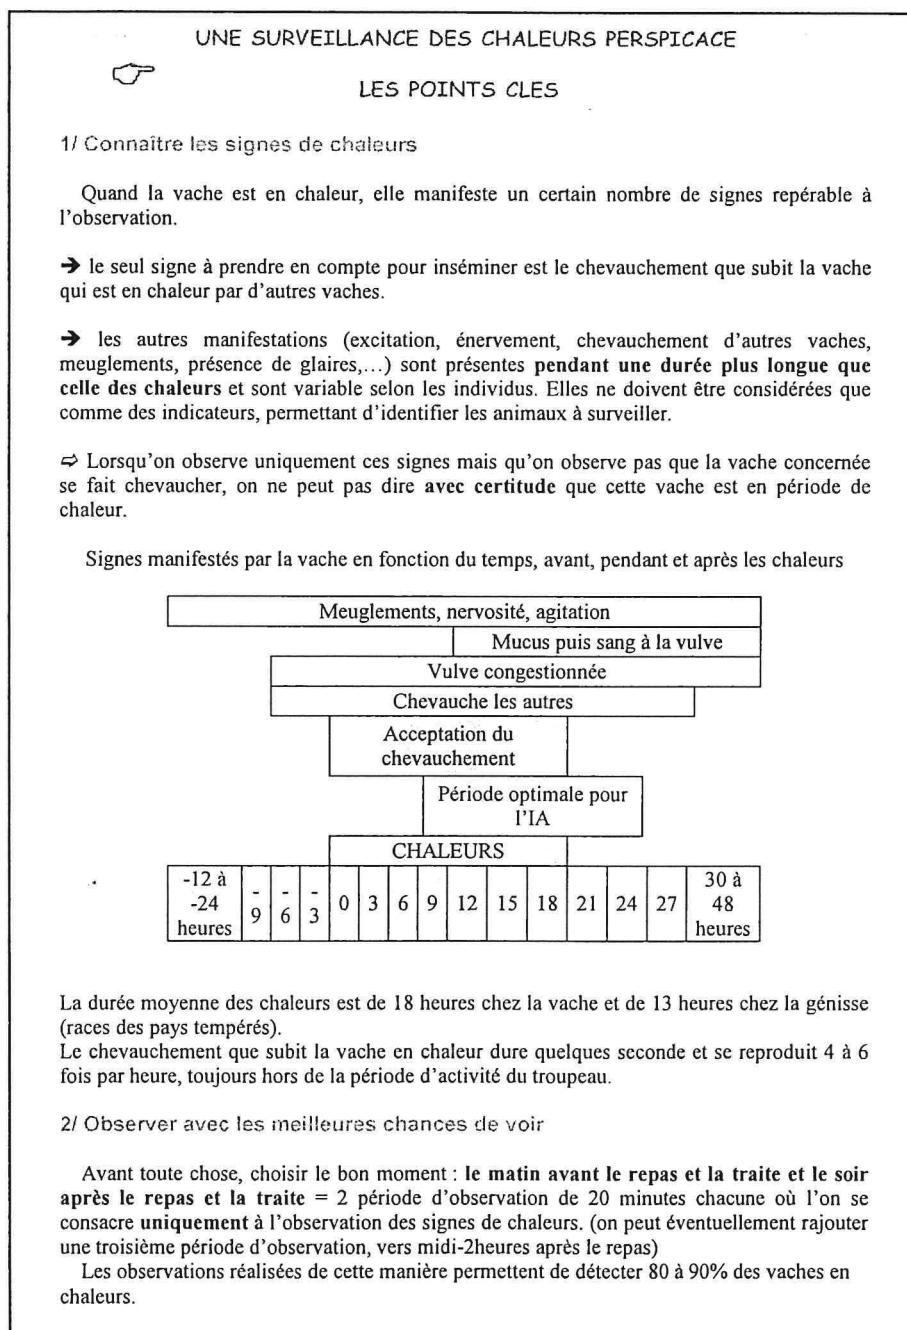 UNE SURVEILLANCE DES CHALEURS PERSPICACE
LES POINTS CLES
1/ Connaître les signes de chaleurs
Quand la vache est en chaleur, elle manifeste un certain nombre de signes repérable à
l'observation.
➔ le seul signe à prendre en compte pour inséminer est le chevauchement que subit la vache
qui est en chaleur par d'autres vaches.
➔ les autres manifestations (excitation, énervement, chevauchement d'autres vaches,
meuglements, présence de glaires,...) sont présentes pendant une durée plus longue que
celle des chaleurs et sont variable selon les individus. Elles ne doivent être considérées que
comme des indicateurs, permettant d'identifier les animaux à surveiller.
⇨ Lorsqu'on observe uniquement ces signes mais qu'on observe pas que la vache concernée
se fait chevaucher, on ne peut pas dire avec certitude que cette vache est en période de
chaleur.
Signes manifestés par la vache en fonction du temps, avant, pendant et après les chaleurs
Meuglements, nervosité, agitation
Mucus puis sang à la vulve
Vulve congestionnée
Chevauche les autres
Acceptation du
chevauchement
Période optimale pour
l'IA
CHALEURS
-12 à -24 heures -9 -6 -3 0 3 6 9 12 15 18 21 24 27 30 à 48 heures
La durée moyenne des chaleurs est de 18 heures chez la vache et de 13 heures chez la génisse
(races des pays tempérés).
Le chevauchement que subit la vache en chaleur dure quelques seconde et se reproduit 4 à 6
fois par heure, toujours hors de la période d'activité du troupeau.
2/ Observer avec les meilleures chances de voir
Avant toute chose, choisir le bon moment : le matin avant le repas et la traite et le soir
après le repas et la traite = 2 période d'observation de 20 minutes chacune où l'on se
consacre uniquement à l'observation des signes de chaleurs. (on peut éventuellement rajouter
une troisième période d'observation, vers midi-2heures après le repas)
Les observations réalisées de cette manière permettent de détecter 80 à 90% des vaches en
chaleurs.